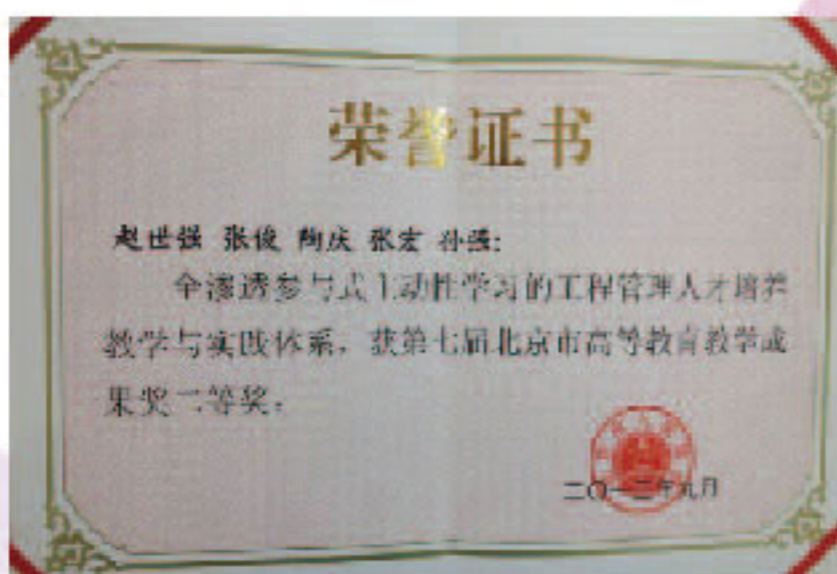 荣誉证书
赵世强 张俊 陶庆 张宏 孙强:
全渗透参与式主动性学习的工程管理人才培养
教学与实践体系，获第七届北京市高等教育教学成
果奖二等奖。
二〇一三年九月